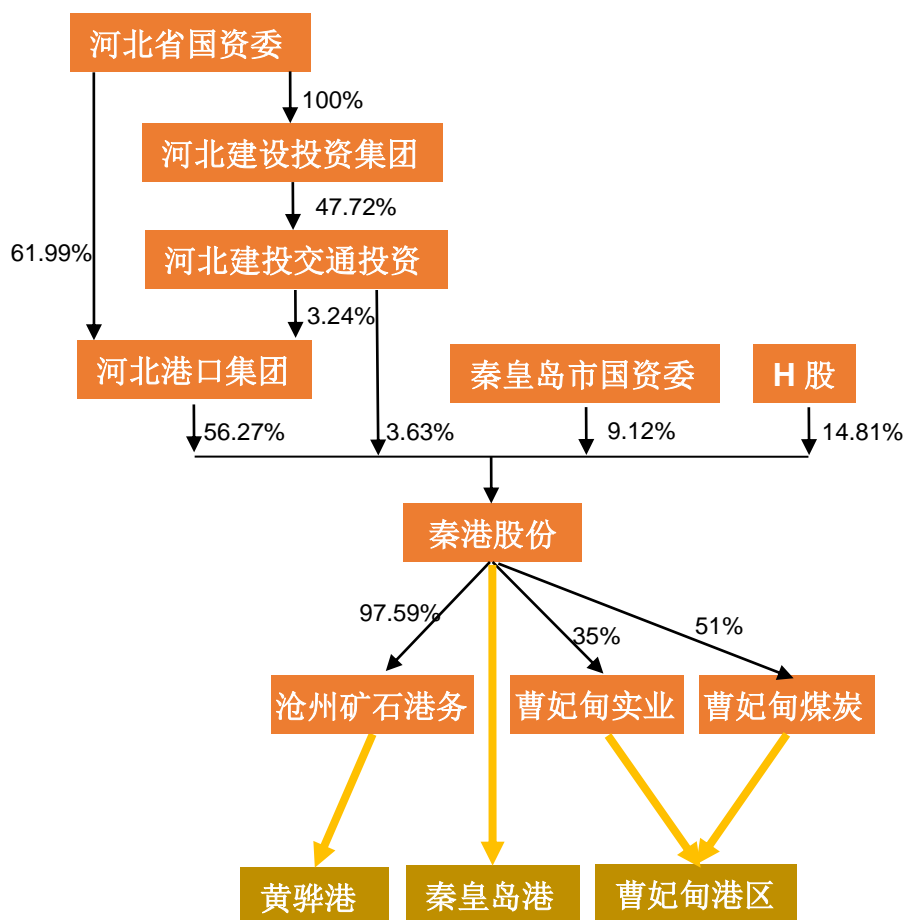 河北省国资委
100%
河北建设投资集团
47.72%
61.99%
河北建投交通投资
3.24%
河北港口集团
秦皇岛市国资委
H 股
56.27%
3.63%
9.12%
14.81%
秦港股份
97.59%
35%
51%
沧州矿石港务
曹妃甸实业
曹妃甸煤炭
黄骅港
秦皇岛港
曹妃甸港区